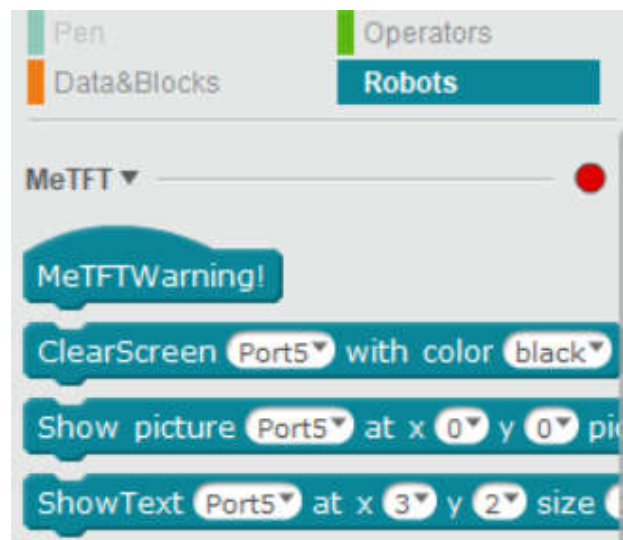 Pen Operators
Data&Blocks Robots
MeTFT
MeTFTWarning!
ClearScreen Port5 with color black
Show picture Port5 at x 0 y 0
ShowText Port5 at x 3 y 2 size